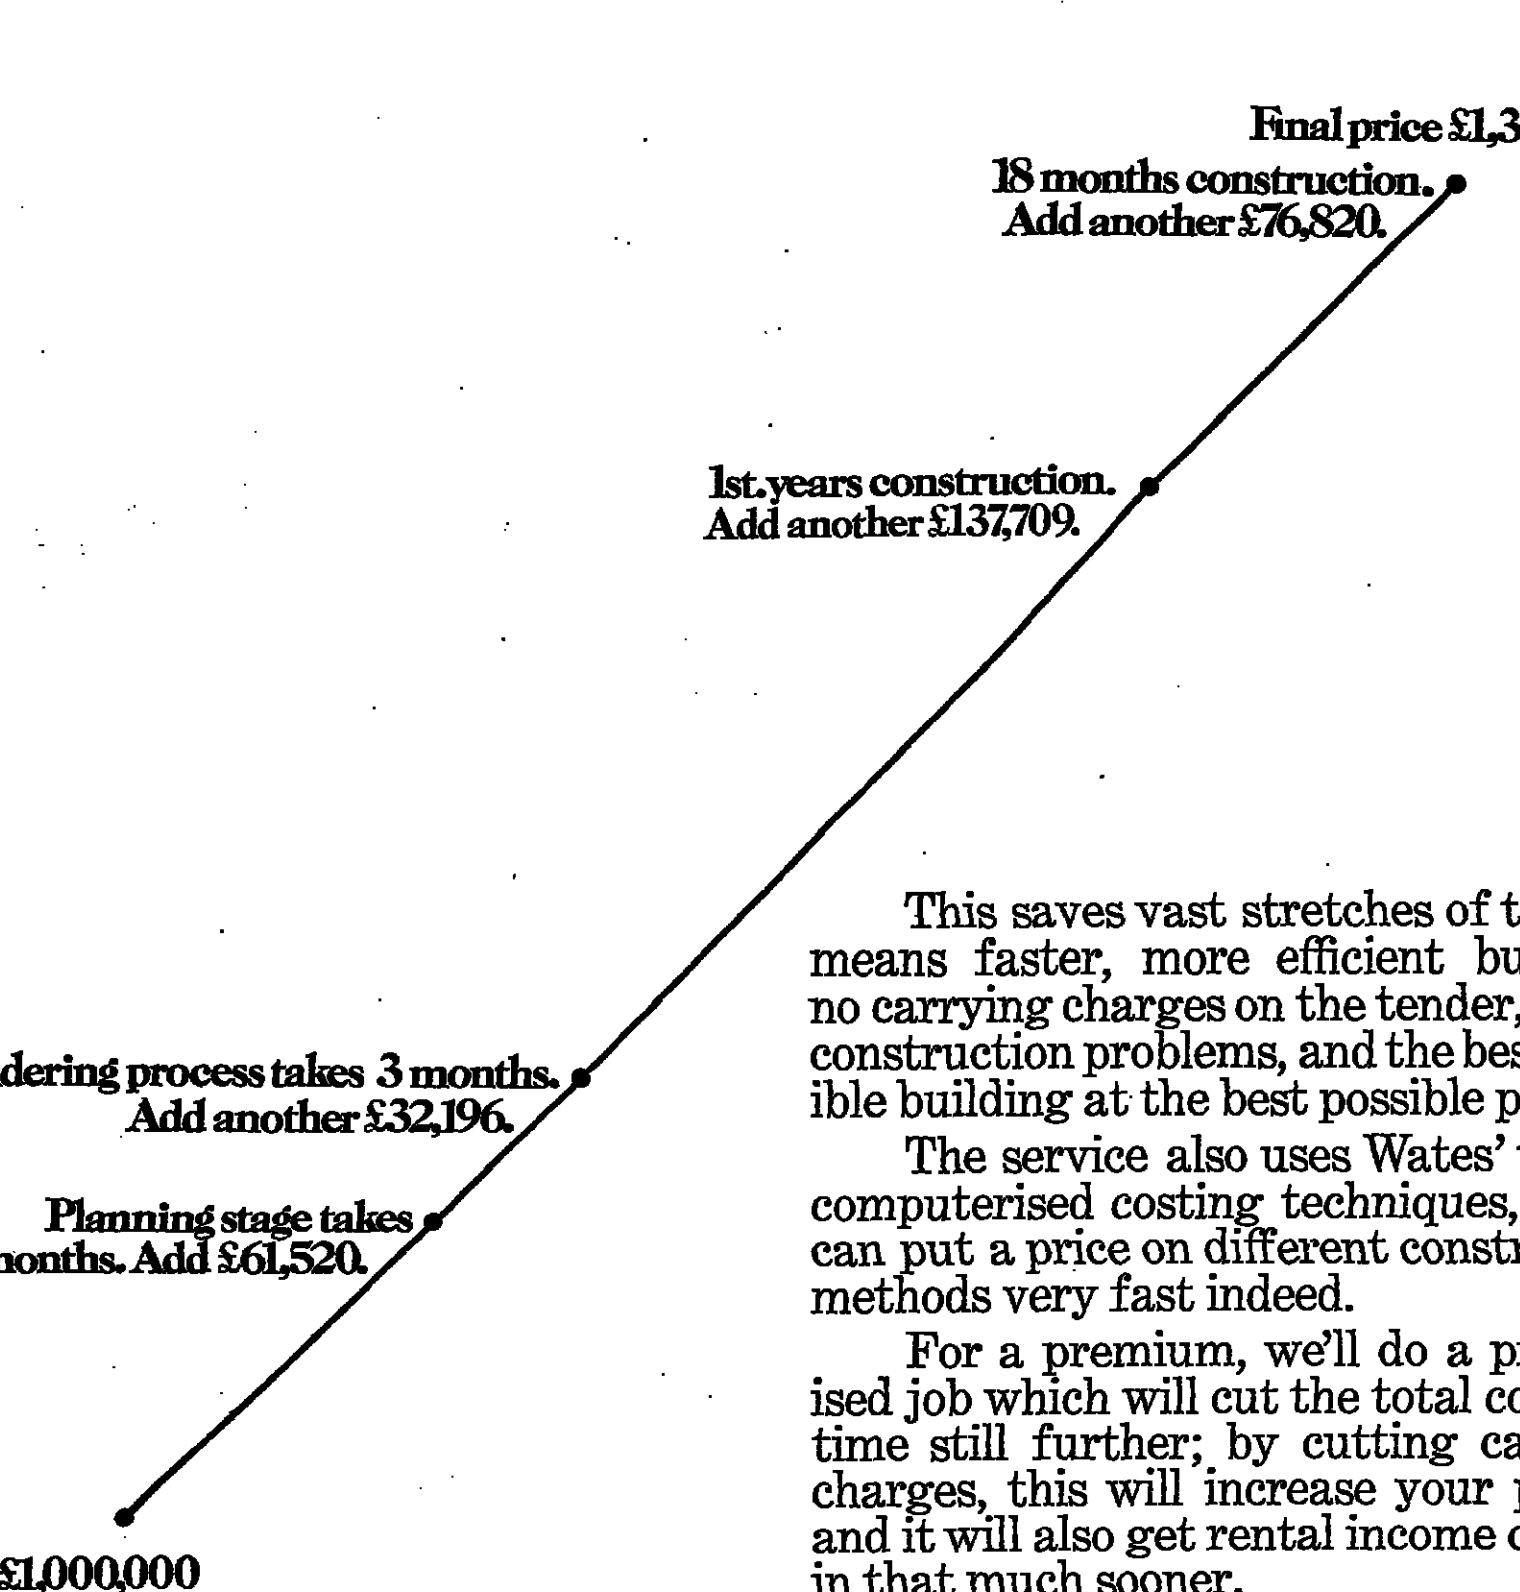 Final price £1,3
18 months construction.
Add another £76,820.
1st. years construction.
Add another £137,709.
dering process takes 3 months.
Add another £32,196.
Planning stage takes
months. Add £61,520.
£1,000,000
This saves vast stretches of t
means faster, more efficient bu
no carrying charges on the tender,
construction problems, and the bes
ible building at the best possible p
The service also uses Wates’
computerised costing techniques,
can put a price on different constr
methods very fast indeed.
For a premium, we’ll do a pr
ised job which will cut the total co
time still further; by cutting ca
charges, this will increase your p
and it will also get rental income c
in that much sooner.